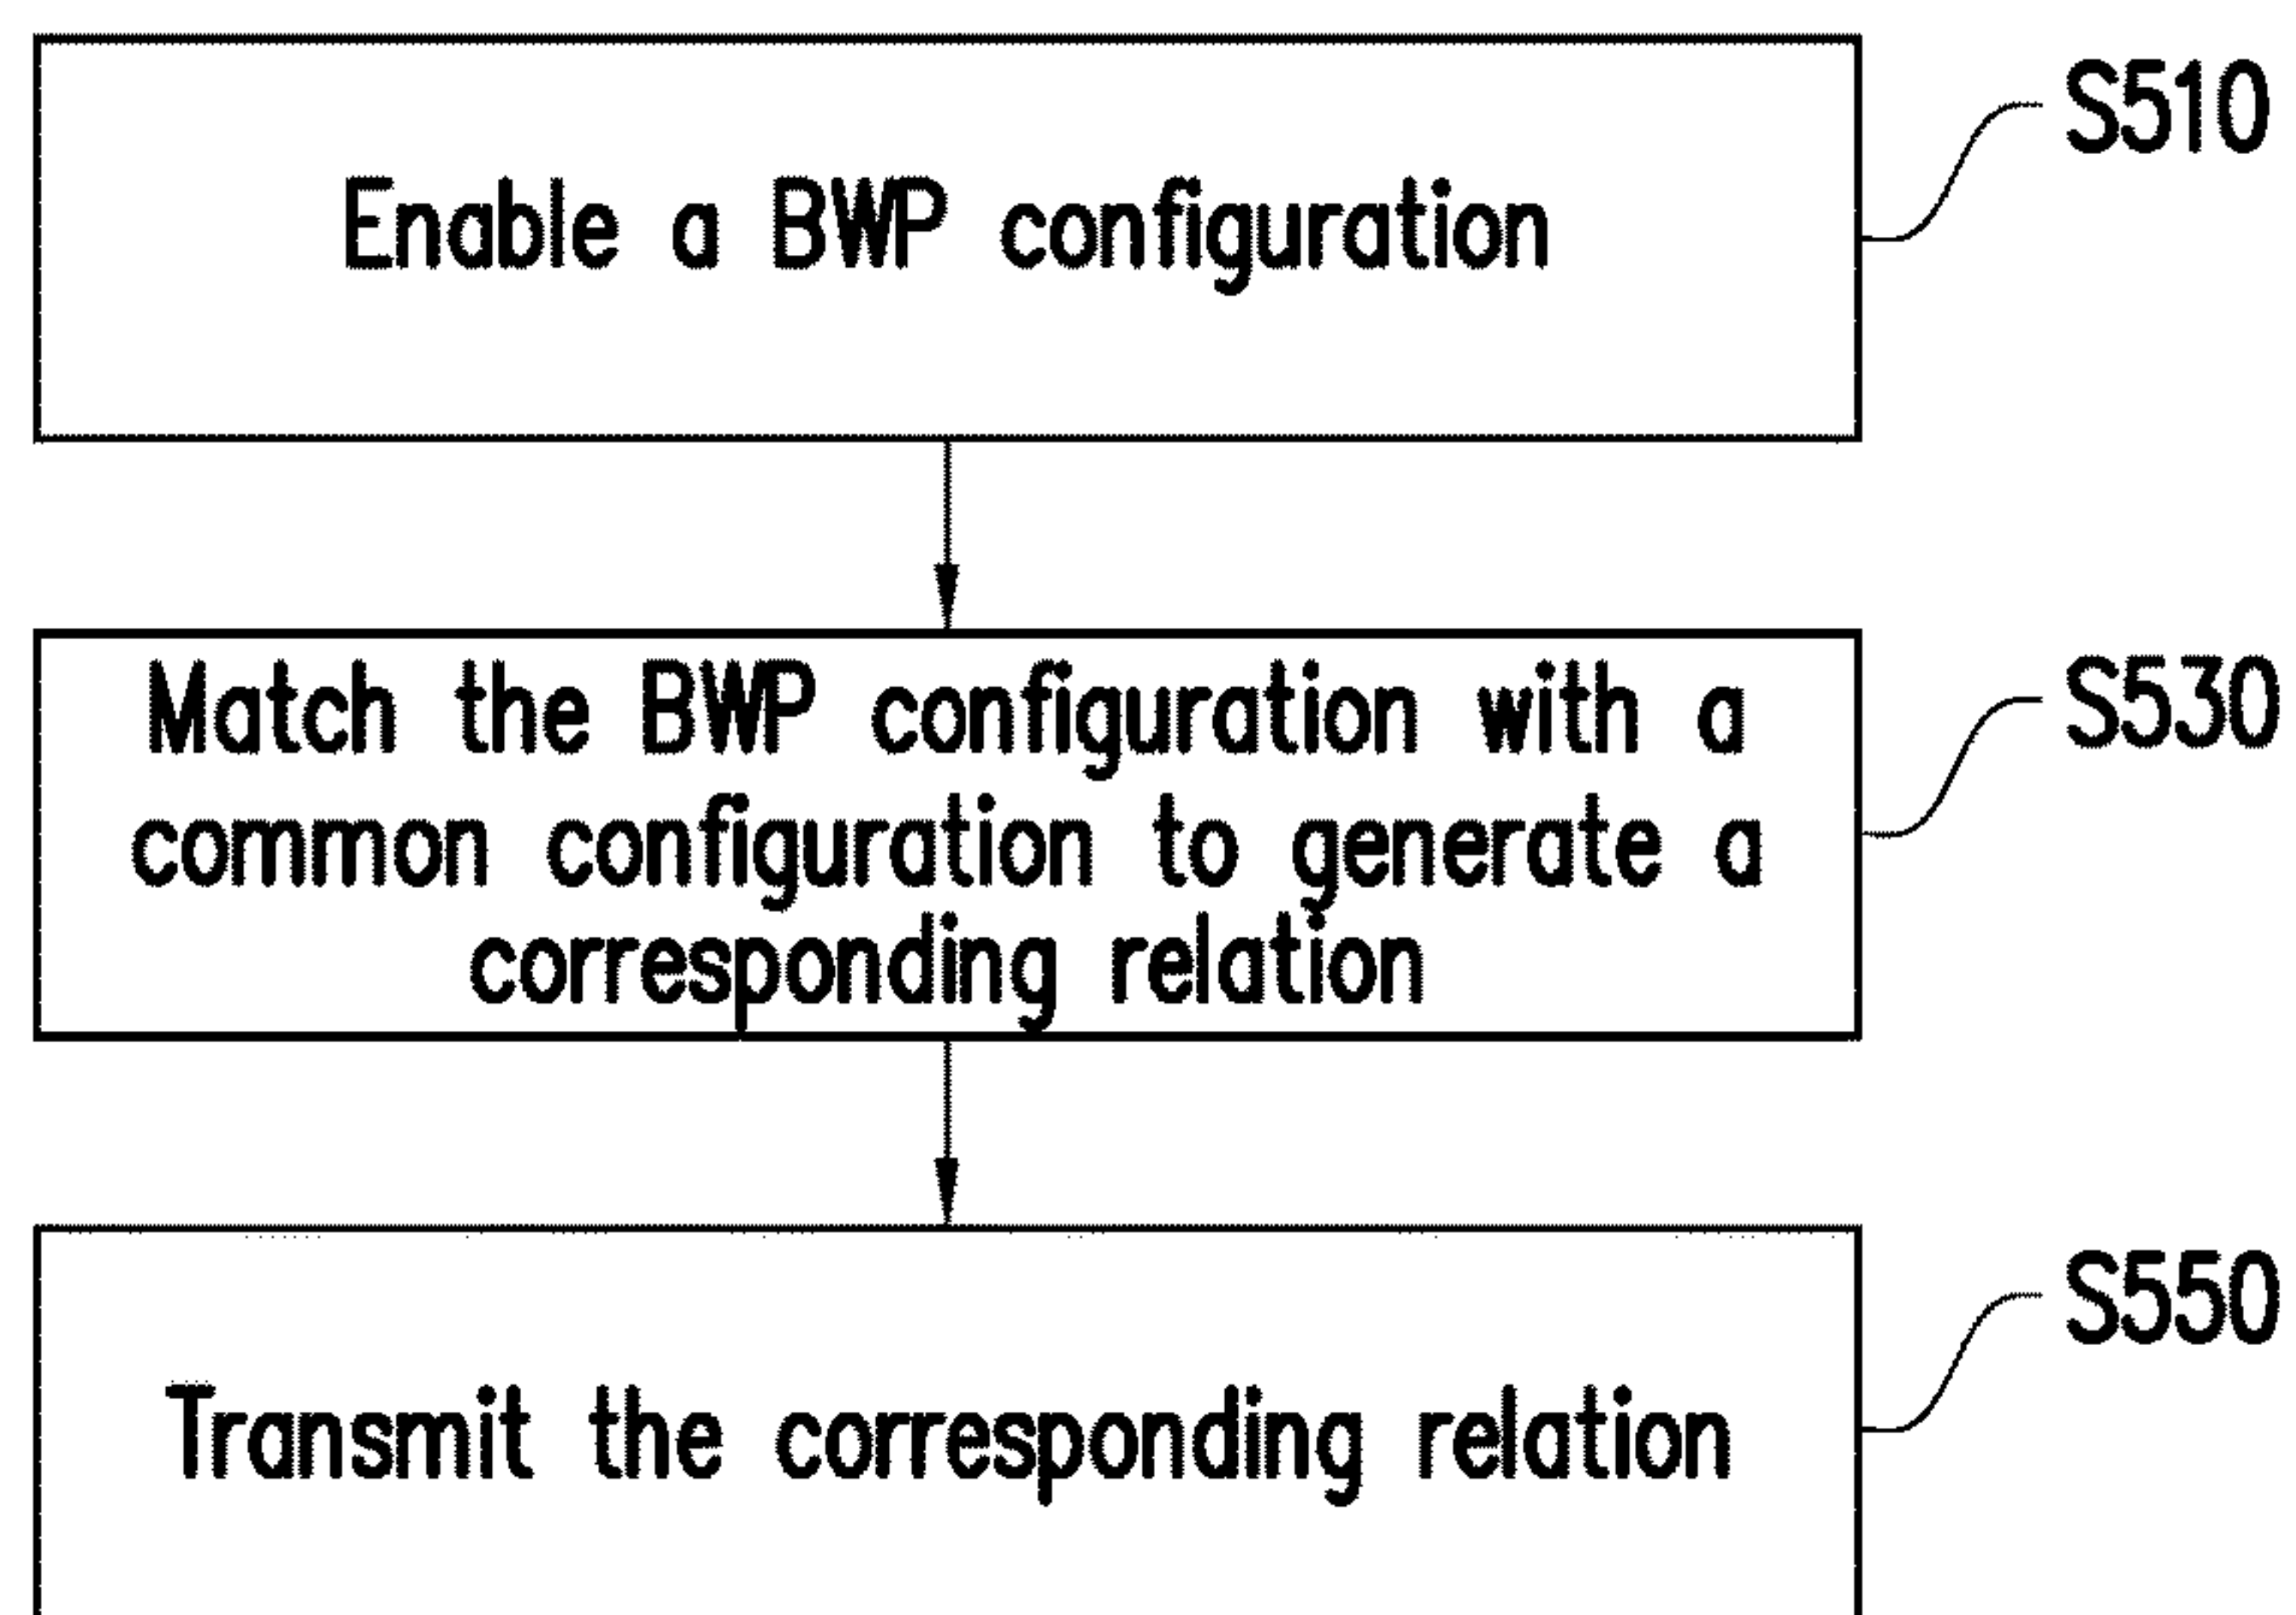 Enable a BWP configuration
S510
Match the BWP configuration with a
common configuration to generate a
corresponding relation
S530
Transmit the corresponding relation
S550